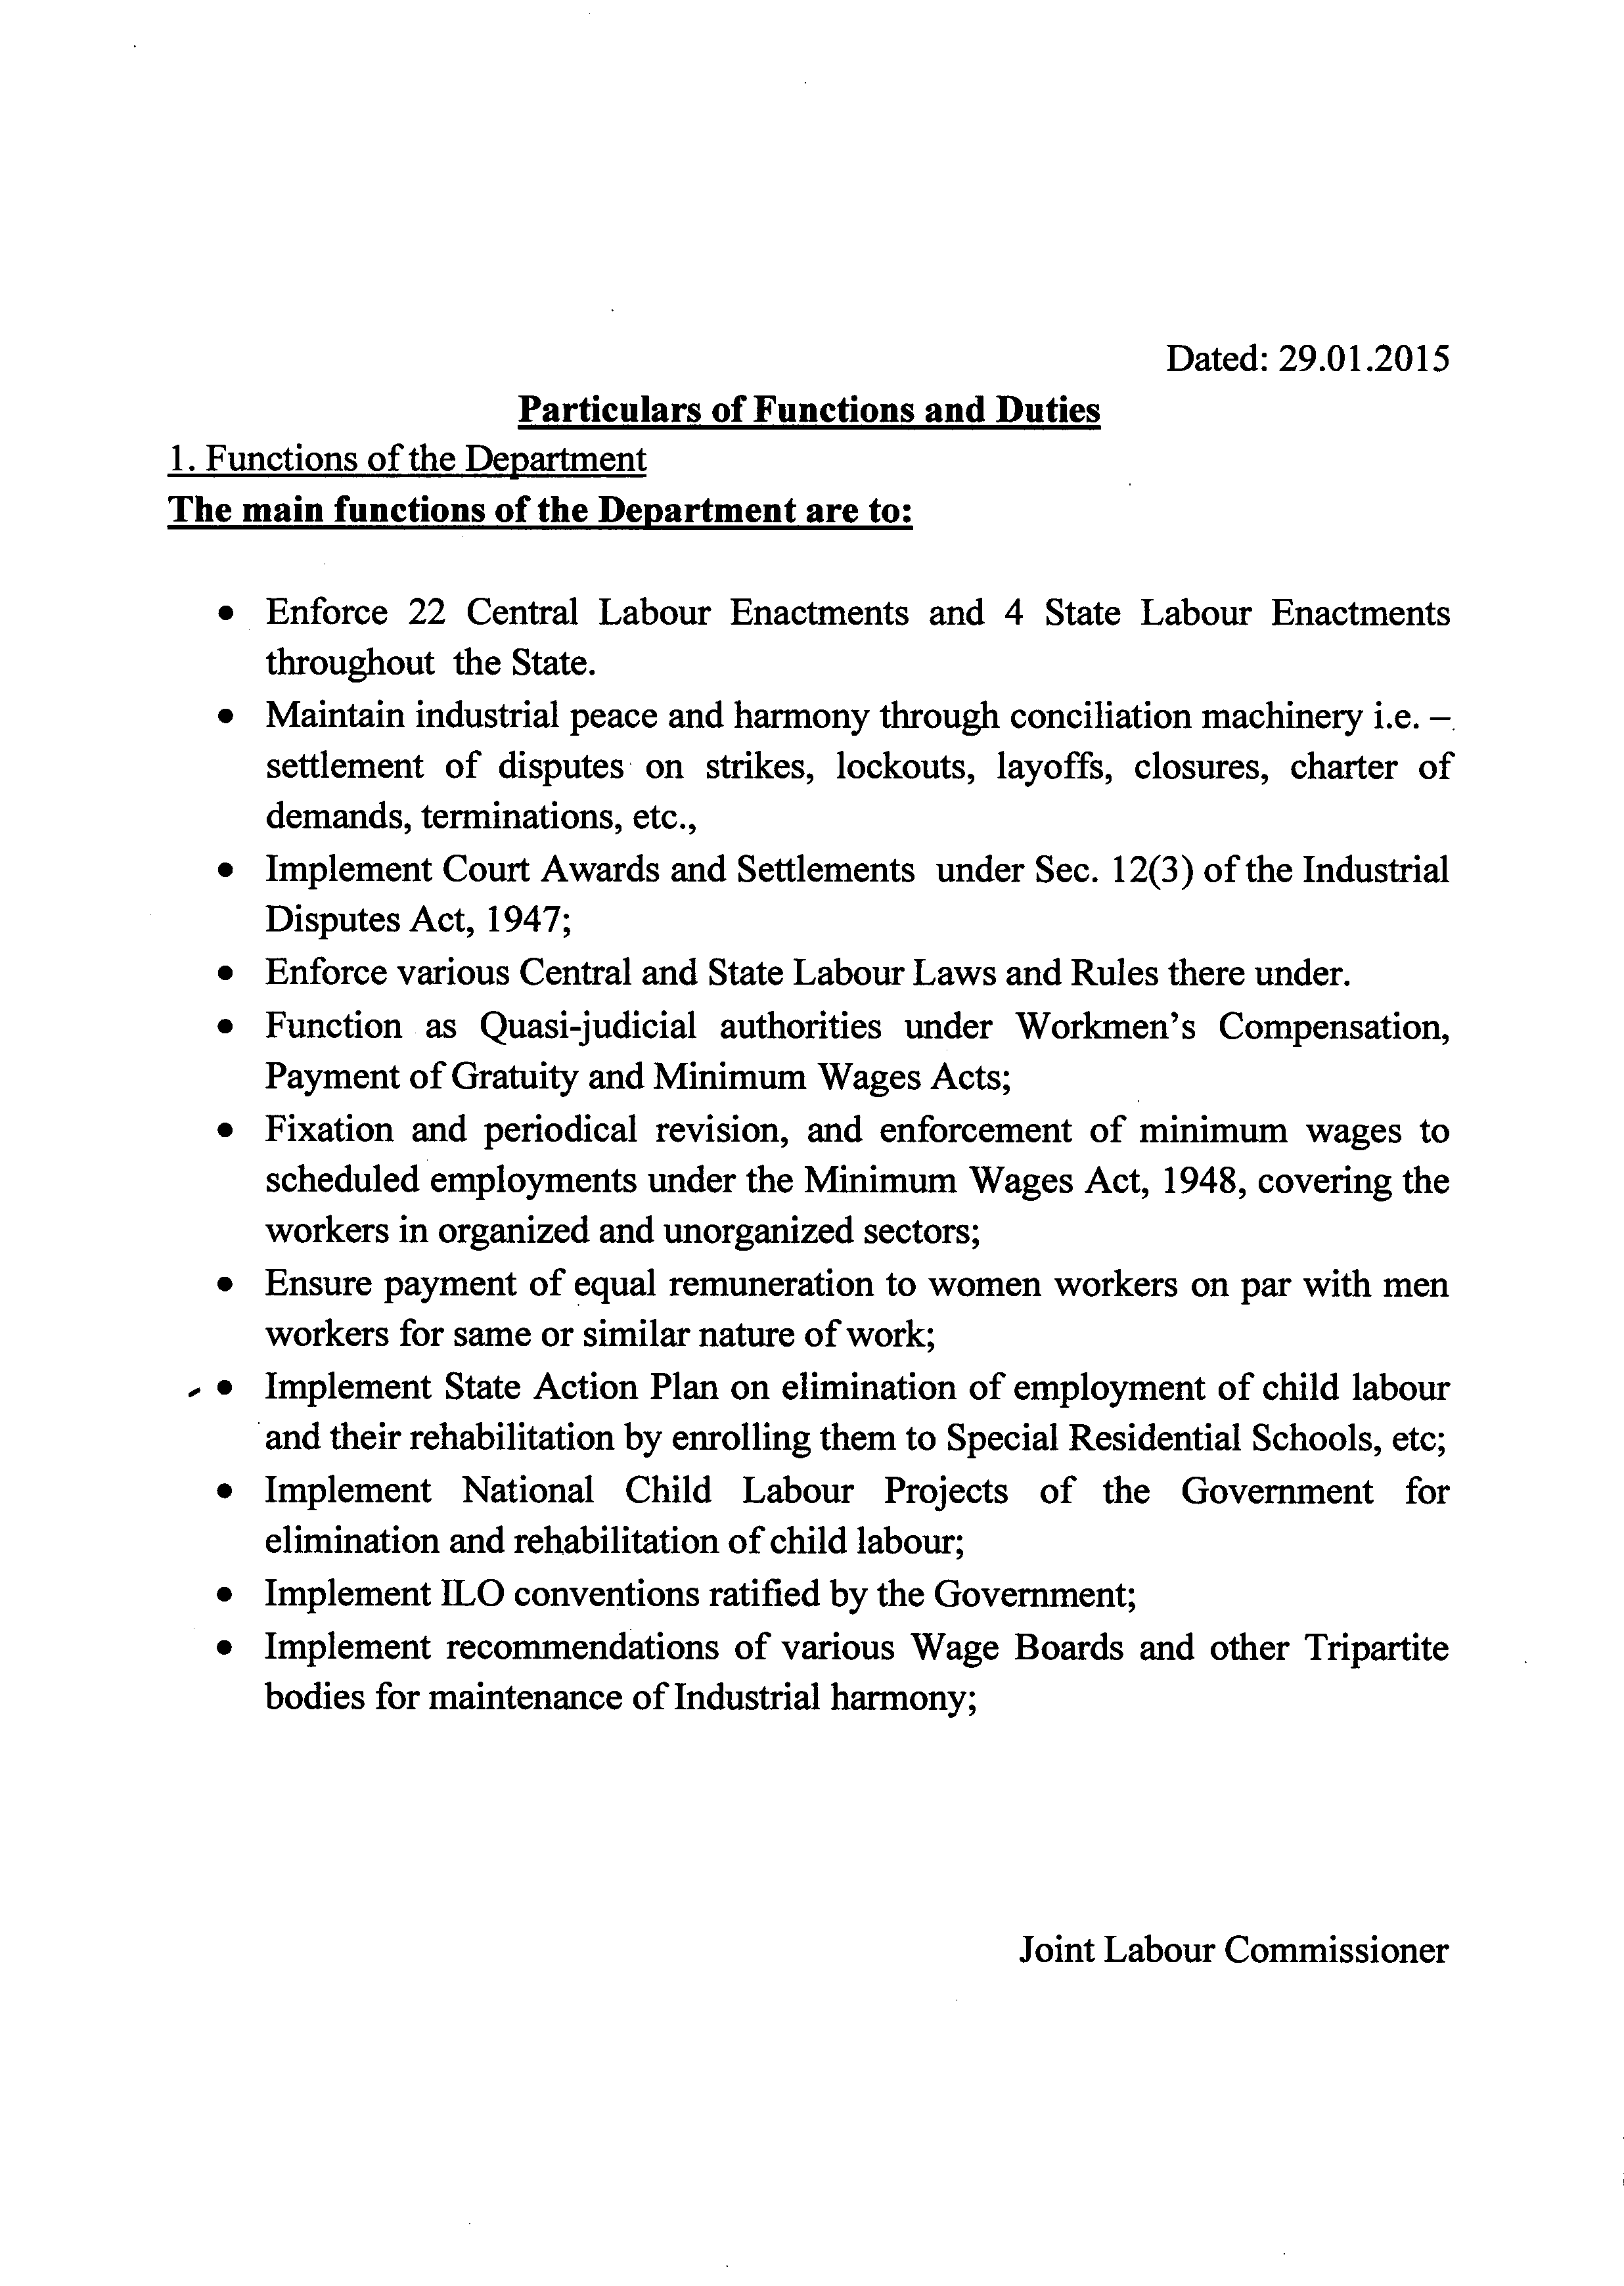 Dated: 29.01.2015
Particulars of Functions and Duties
1. Functions of the Department
The main functions of the Department are to:
• Enforce 22 Central Labour Enactments and 4 State Labour Enactments
throughout the State.
• Maintain industrial peace and harmony through conciliation machinery i.e. –
settlement of disputes on strikes, lockouts, layoffs, closures, charter of
demands, terminations, etc.,
• Implement Court Awards and Settlements under Sec. 12(3) of the Industrial
Disputes Act, 1947;
• Enforce various Central and State Labour Laws and Rules there under.
• Function as Quasi-judicial authorities under Workmen’s Compensation,
Payment of Gratuity and Minimum Wages Acts;
• Fixation and periodical revision, and enforcement of minimum wages to
scheduled employments under the Minimum Wages Act, 1948, covering the
workers in organized and unorganized sectors;
• Ensure payment of equal remuneration to women workers on par with men
workers for same or similar nature of work;
• Implement State Action Plan on elimination of employment of child labour
and their rehabilitation by enrolling them to Special Residential Schools, etc;
• Implement National Child Labour Projects of the Government for
elimination and rehabilitation of child labour;
• Implement ILO conventions ratified by the Government;
• Implement recommendations of various Wage Boards and other Tripartite
bodies for maintenance of Industrial harmony;
Joint Labour Commissioner